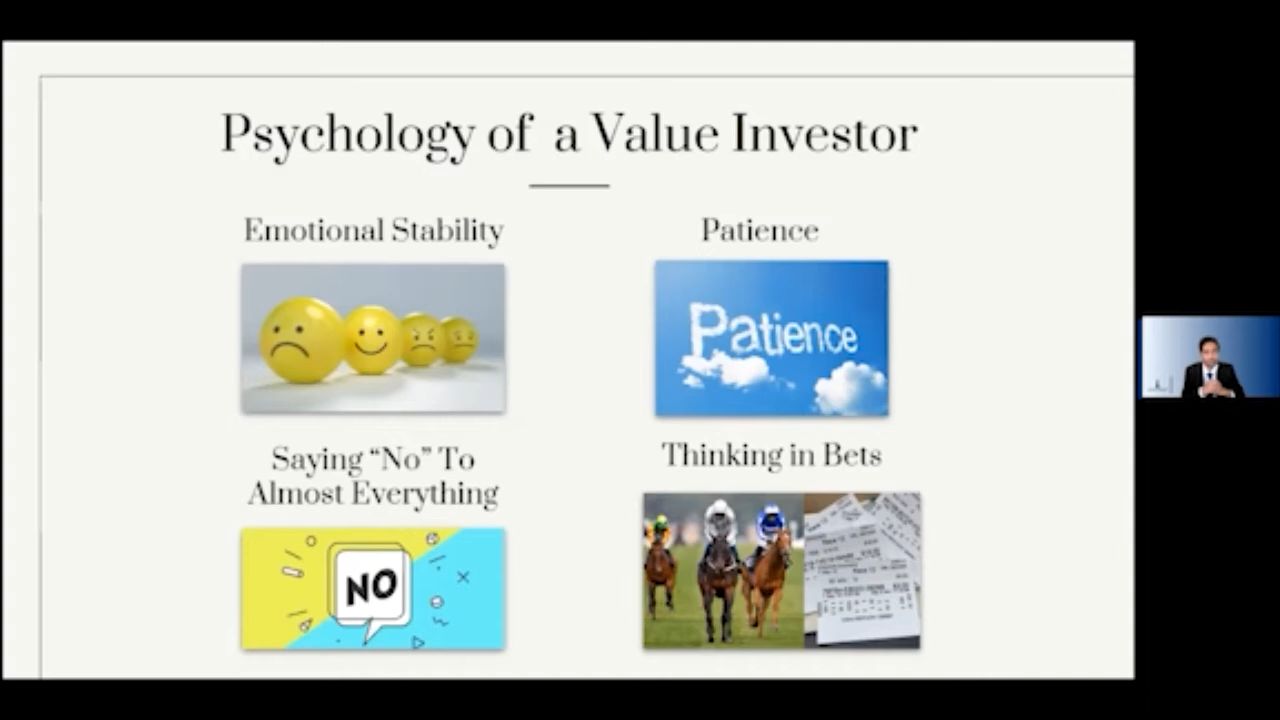 Psychology of a Value Investor
Emotional Stability
Patience
Patience
Saying “No” To
Almost Everything
NO
Thinking in Bets